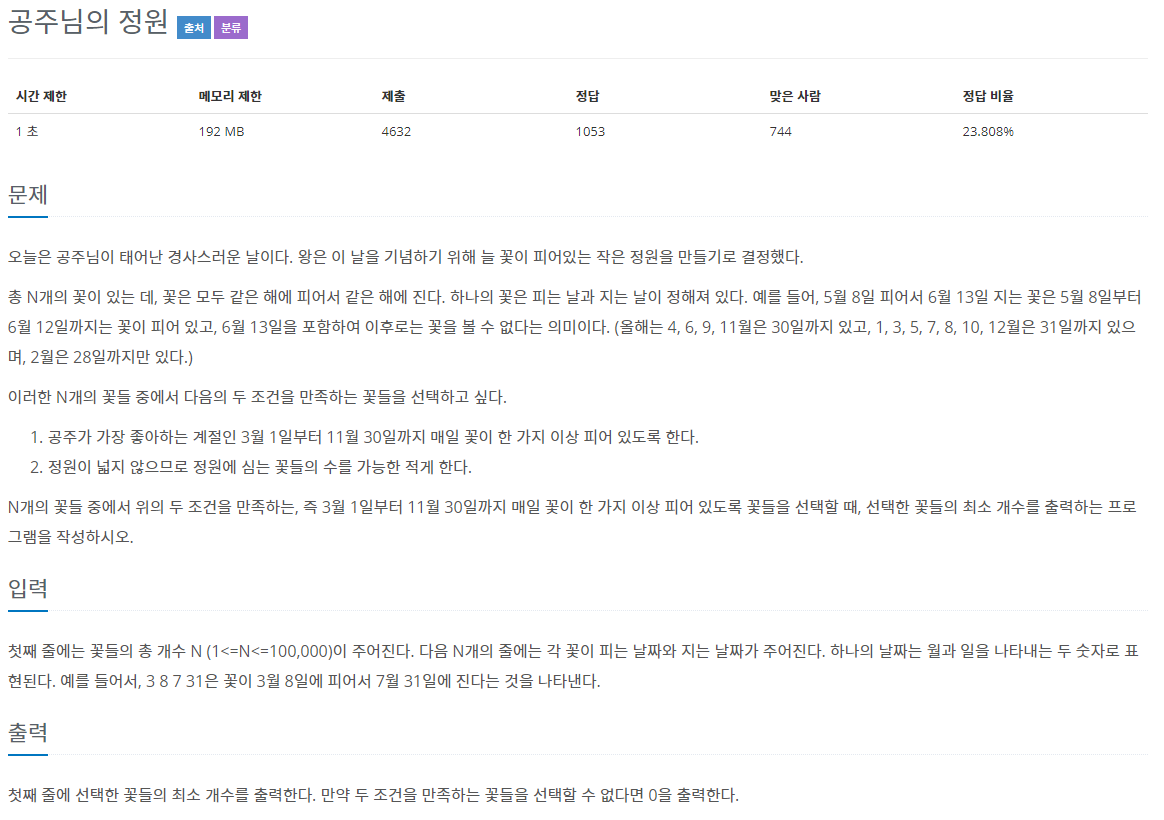 공주님의 정원 출처 분류
시간 제한 메모리 제한 제출 정답 맞은 사람 정답 비율
1 초 192 MB 4632 1053 744 23.808%
문제
오늘은 공주님이 태어난 경사스러운 날이다. 왕은 이 날을 기념하기 위해 늘 꽃이 피어있는 작은 정원을 만들기로 결정했다.
총 N개의 꽃이 있는 데, 꽃은 모두 같은 해에 피어서 같은 해에 진다. 하나의 꽃은 피는 날과 지는 날이 정해져 있다. 예를 들어, 5월 8일 피어서 6월 13일 지는 꽃은 5월 8일부터
6월 12일까지는 꽃이 피어 있고, 6월 13일을 포함하여 이후로는 꽃을 볼 수 없다는 의미이다. (올해는 4, 6, 9, 11월은 30일까지 있고, 1, 3, 5, 7, 8, 10, 12월은 31일까지 있으
며, 2월은 28일까지만 있다.)
이러한 N개의 꽃들 중에서 다음의 두 조건을 만족하는 꽃들을 선택하고 싶다.
1. 공주가 가장 좋아하는 계절인 3월 1일부터 11월 30일까지 매일 꽃이 한 가지 이상 피어 있도록 한다.
2. 정원이 넓지 않으므로 정원에 심는 꽃들의 수를 가능한 적게 한다.
N개의 꽃들 중에서 위의 두 조건을 만족하는, 즉 3월 1일부터 11월 30일까지 매일 꽃이 한 가지 이상 피어 있도록 꽃들을 선택할 때, 선택한 꽃들의 최소 개수를 출력하는 프로
그램을 작성하시오.
입력
첫째 줄에는 꽃들의 총 개수 N (1<=N<=100,000)이 주어진다. 다음 N개의 줄에는 각 꽃이 피는 날짜와 지는 날짜가 주어진다. 하나의 날짜는 월과 일을 나타내는 두 숫자로 표
현된다. 예를 들어서, 3 8 7 31은 꽃이 3월 8일에 피어서 7월 31일에 진다는 것을 나타낸다.
출력
첫째 줄에 선택한 꽃들의 최소 개수를 출력한다. 만약 두 조건을 만족하는 꽃들을 선택할 수 없다면 0을 출력한다.